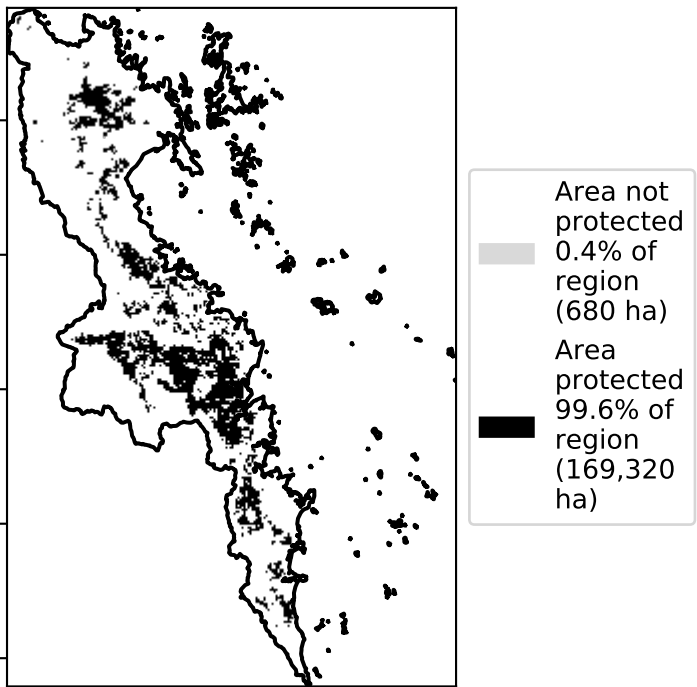 Area not
protected
0.4% of
region
(680 ha)
Area
protected
99.6% of
region
(169,320
ha)